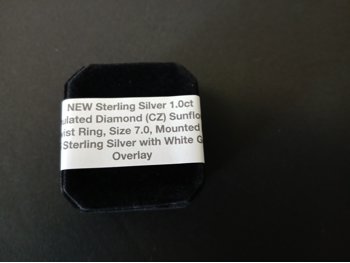 NEW Sterling Silver 1.0ct
ulated Diamond (CZ) Sunflo
ist Ring, Size 7.0, Mounted
Sterling Silver with White G
Overlay